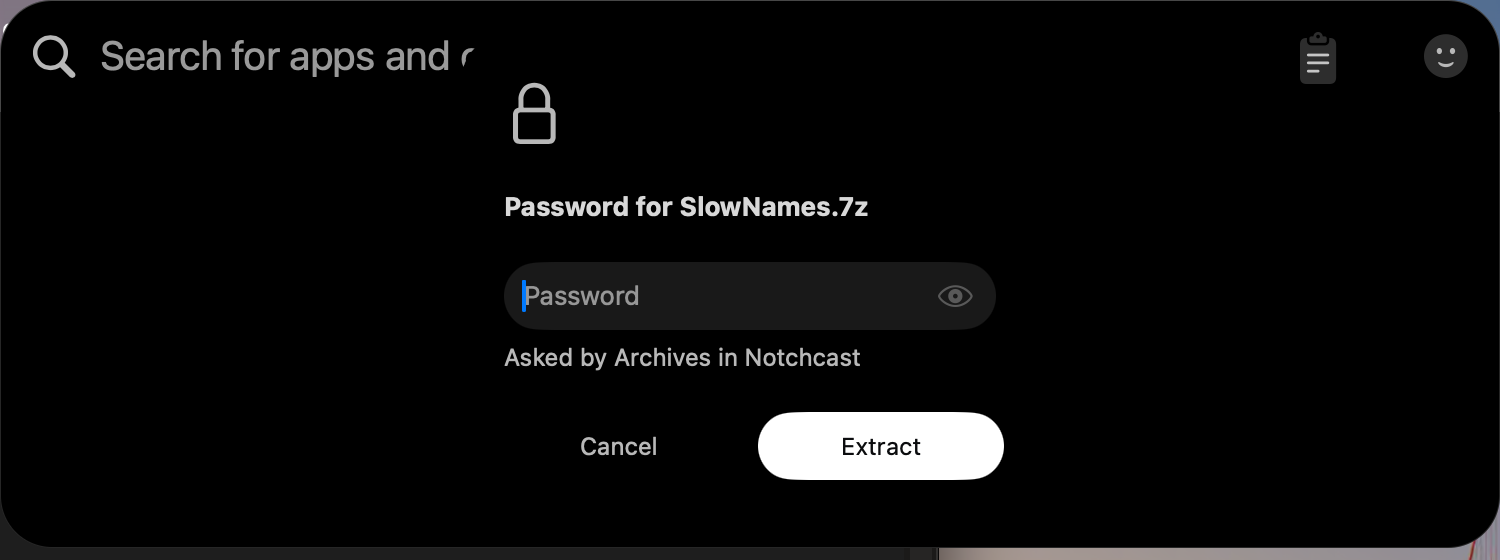 Search for apps and
Password for SlowNames.7z
Password
Asked by Archives in Notchcast
Cancel
Extract